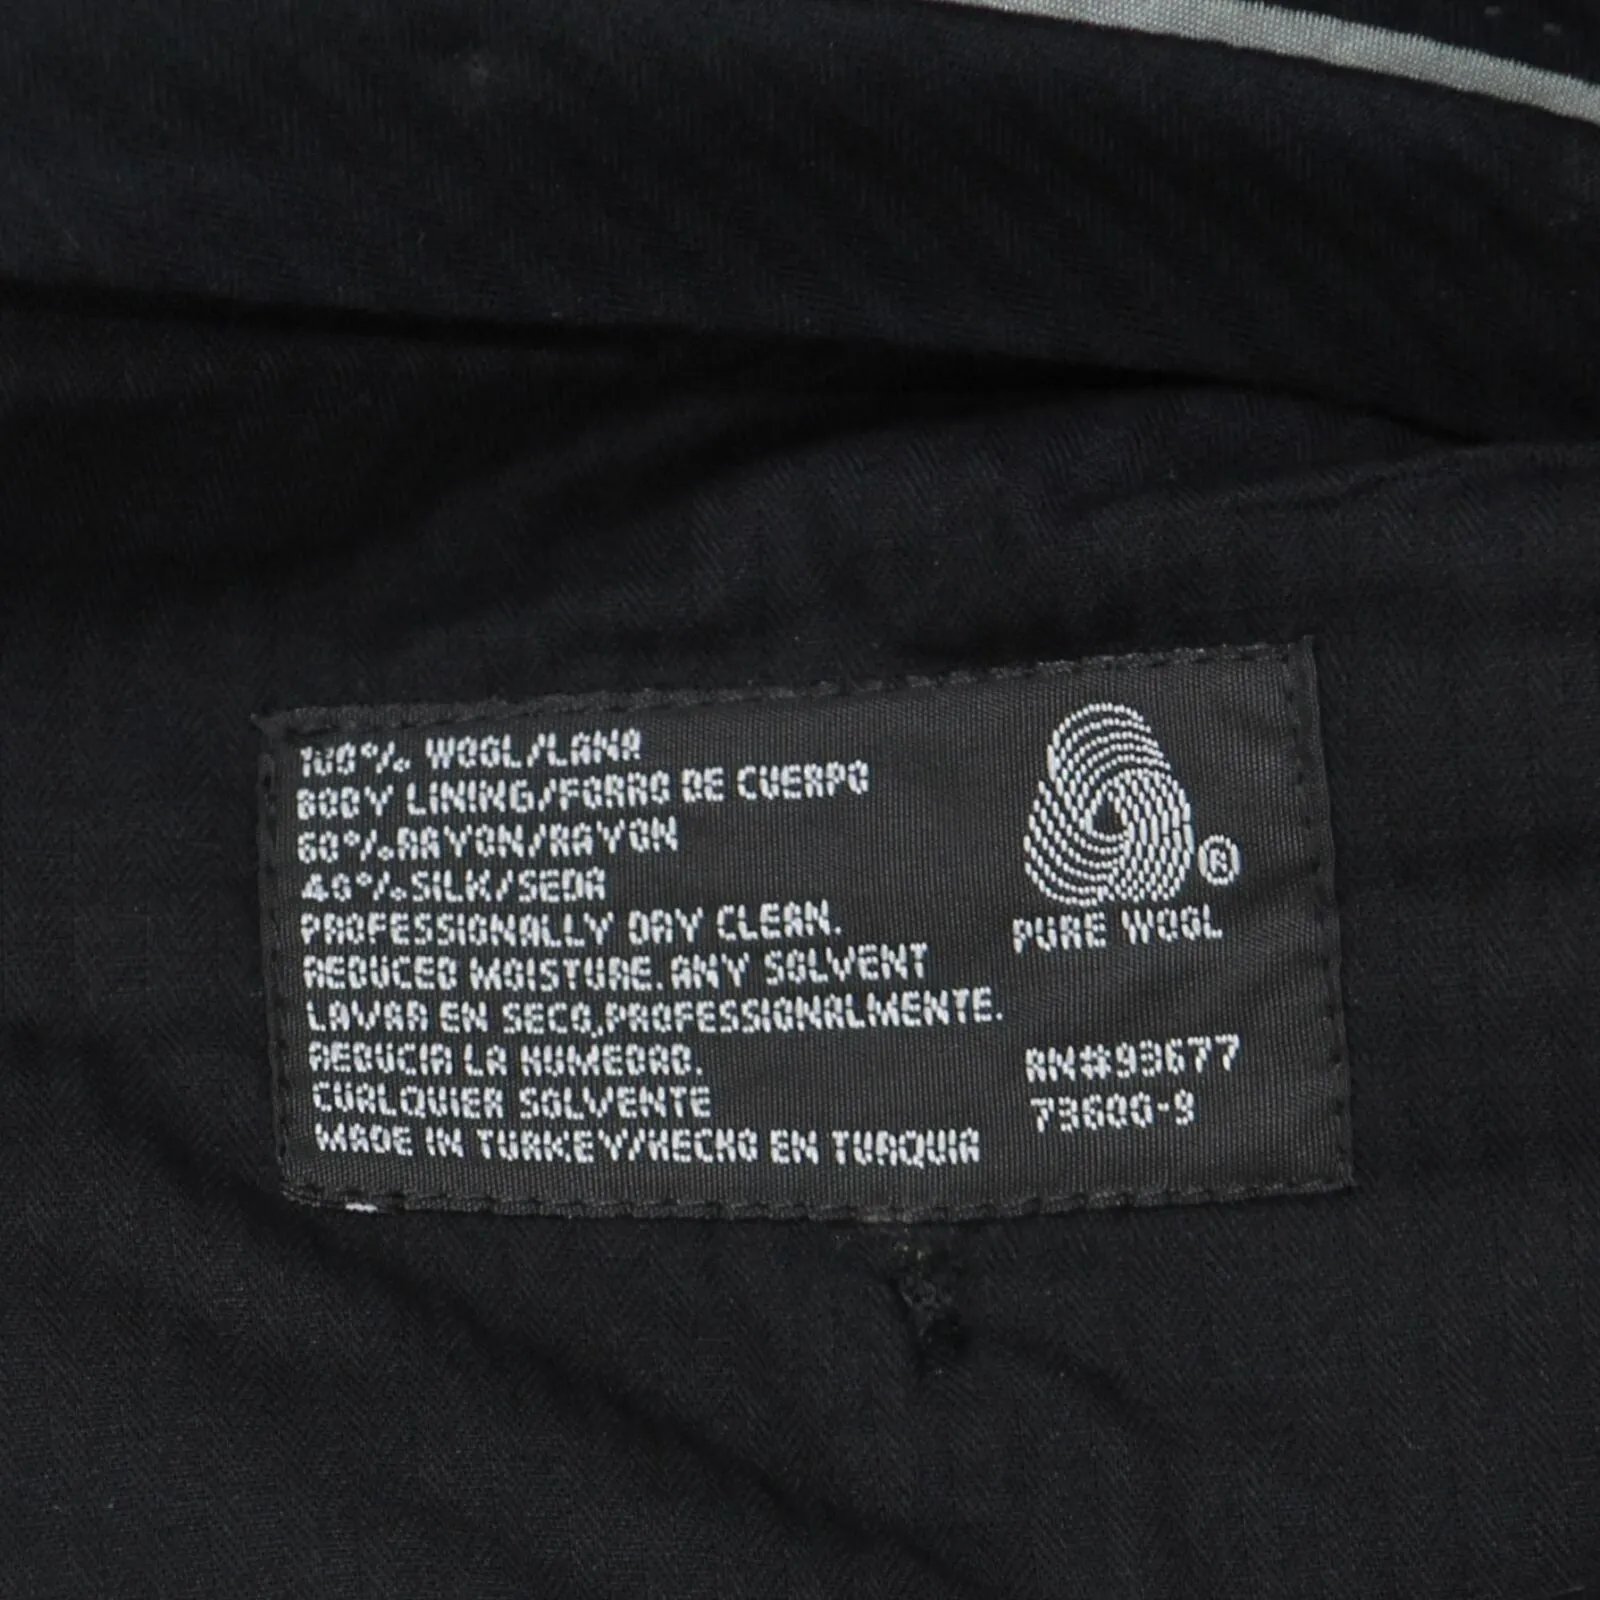 100% WOOL/LANA
BODY LINING/FORRO DE CUERPO
60% RAYON/RAYON
40% SILK/SEDA
PROFESSIONALLY DRY CLEAN.
REDUCED MOISTURE. ANY SOLVENT
LAVAR EN SECO,PROFESSIONALMENTE.
REDUCIR LA HUMEDAD.
CUALQUIER SOLVENTE
MADE IN TURKEY/HECHO EN TURQUIA
®
PURE WOOL
RN#93677
73600-9